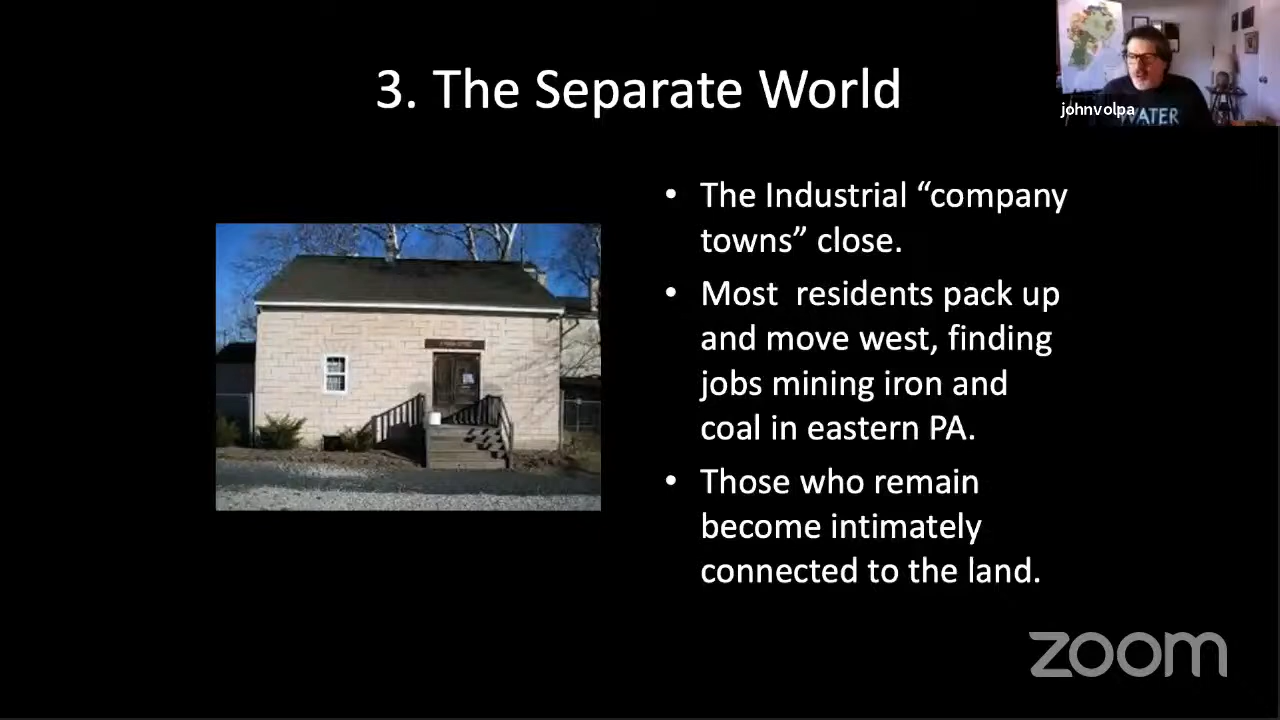 3. The Separate World
johnvolpa
WATER
• The Industrial “company
towns” close.
• Most  residents pack up
and move west, finding
jobs mining iron and
coal in eastern PA.
• Those who remain
become intimately
connected to the land.
zoom